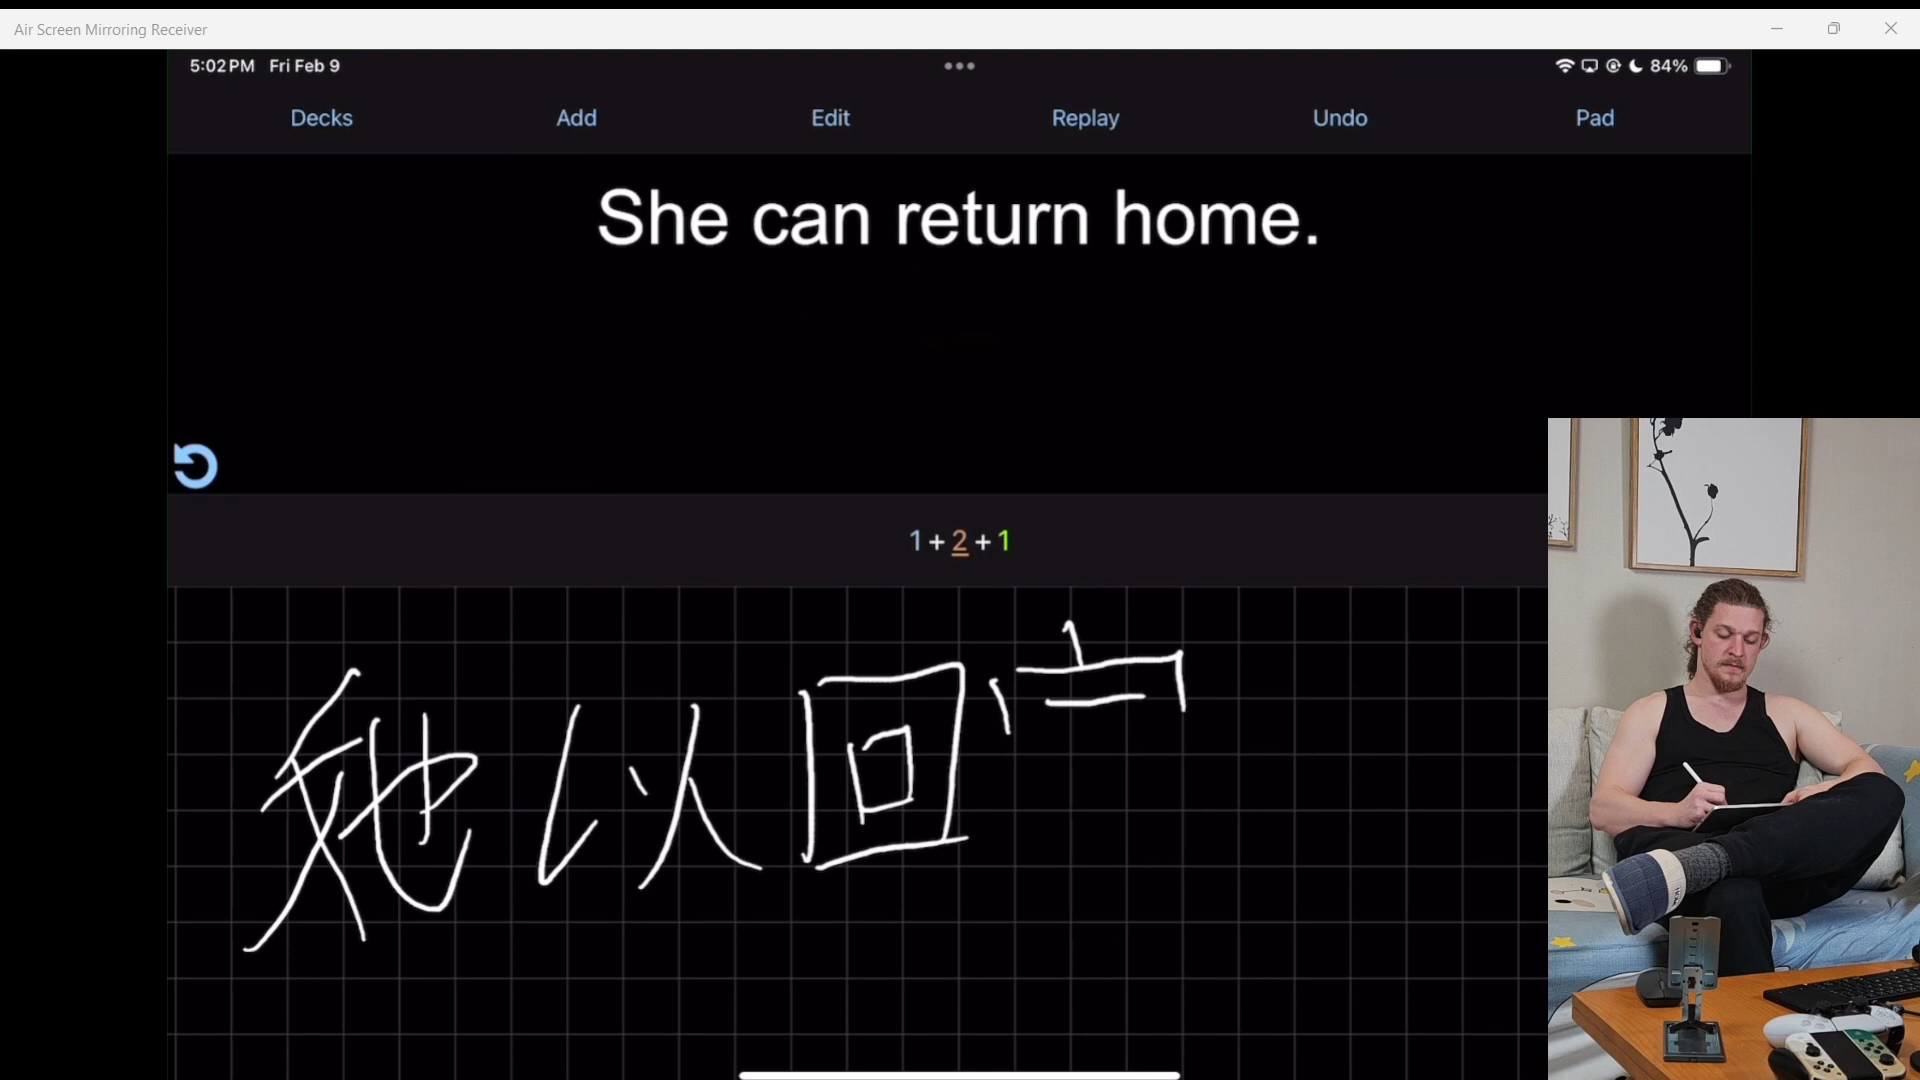 Air Screen Mirroring Receiver
5:02 PM Fri Feb 9
84%
Decks Add Edit Replay Undo Pad
She can return home.
1 + 2 + 1
她以回